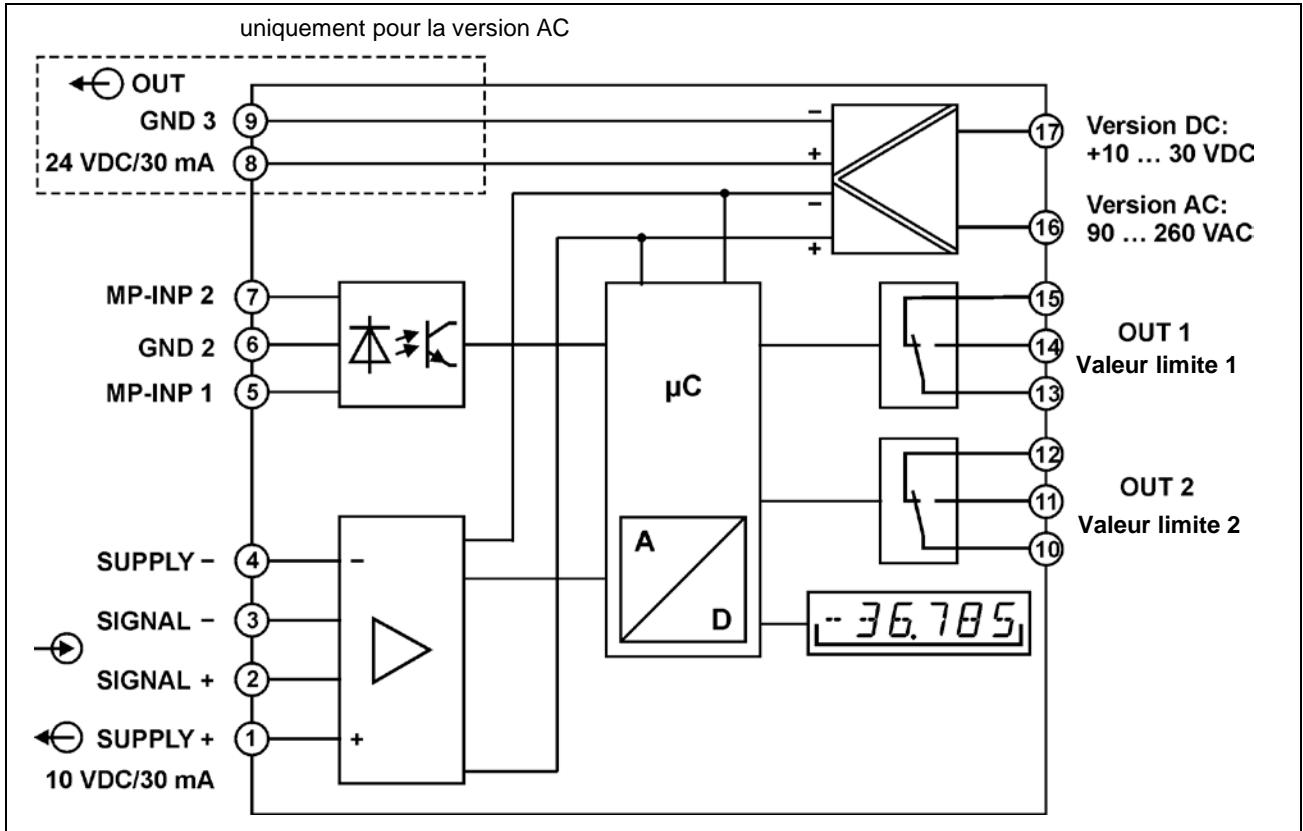 uniquement pour la version AC
OUT
GND 3
9
24 VDC/30 mA
8
MP-INP 2
7
GND 2
6
MP-INP 1
5
SUPPLY –
4
SIGNAL –
3
SIGNAL +
2
SUPPLY +
1
10 VDC/30 mA
–
+
–
+
–
+
µC
A
D
- 36.785
17
Version DC:
+10 … 30 VDC
16
Version AC:
90 … 260 VAC
15
14
13
OUT 1
Valeur limite 1
12
11
10
OUT 2
Valeur limite 2